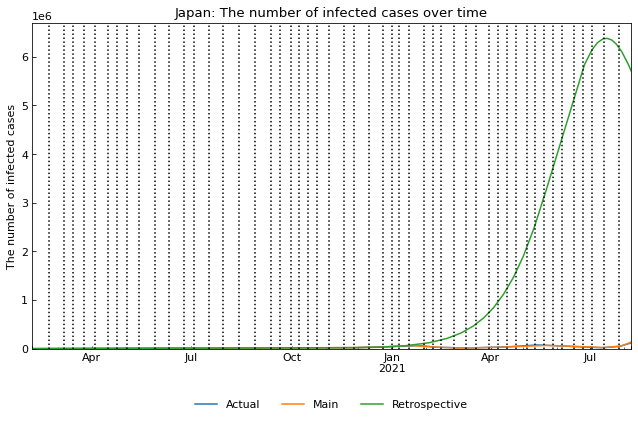 Japan: The number of infected cases over time
1e6
The number of infected cases
6
5
4
3
2
1
0
Apr Jul Oct Jan Apr Jul
2021
Actual Main Retrospective